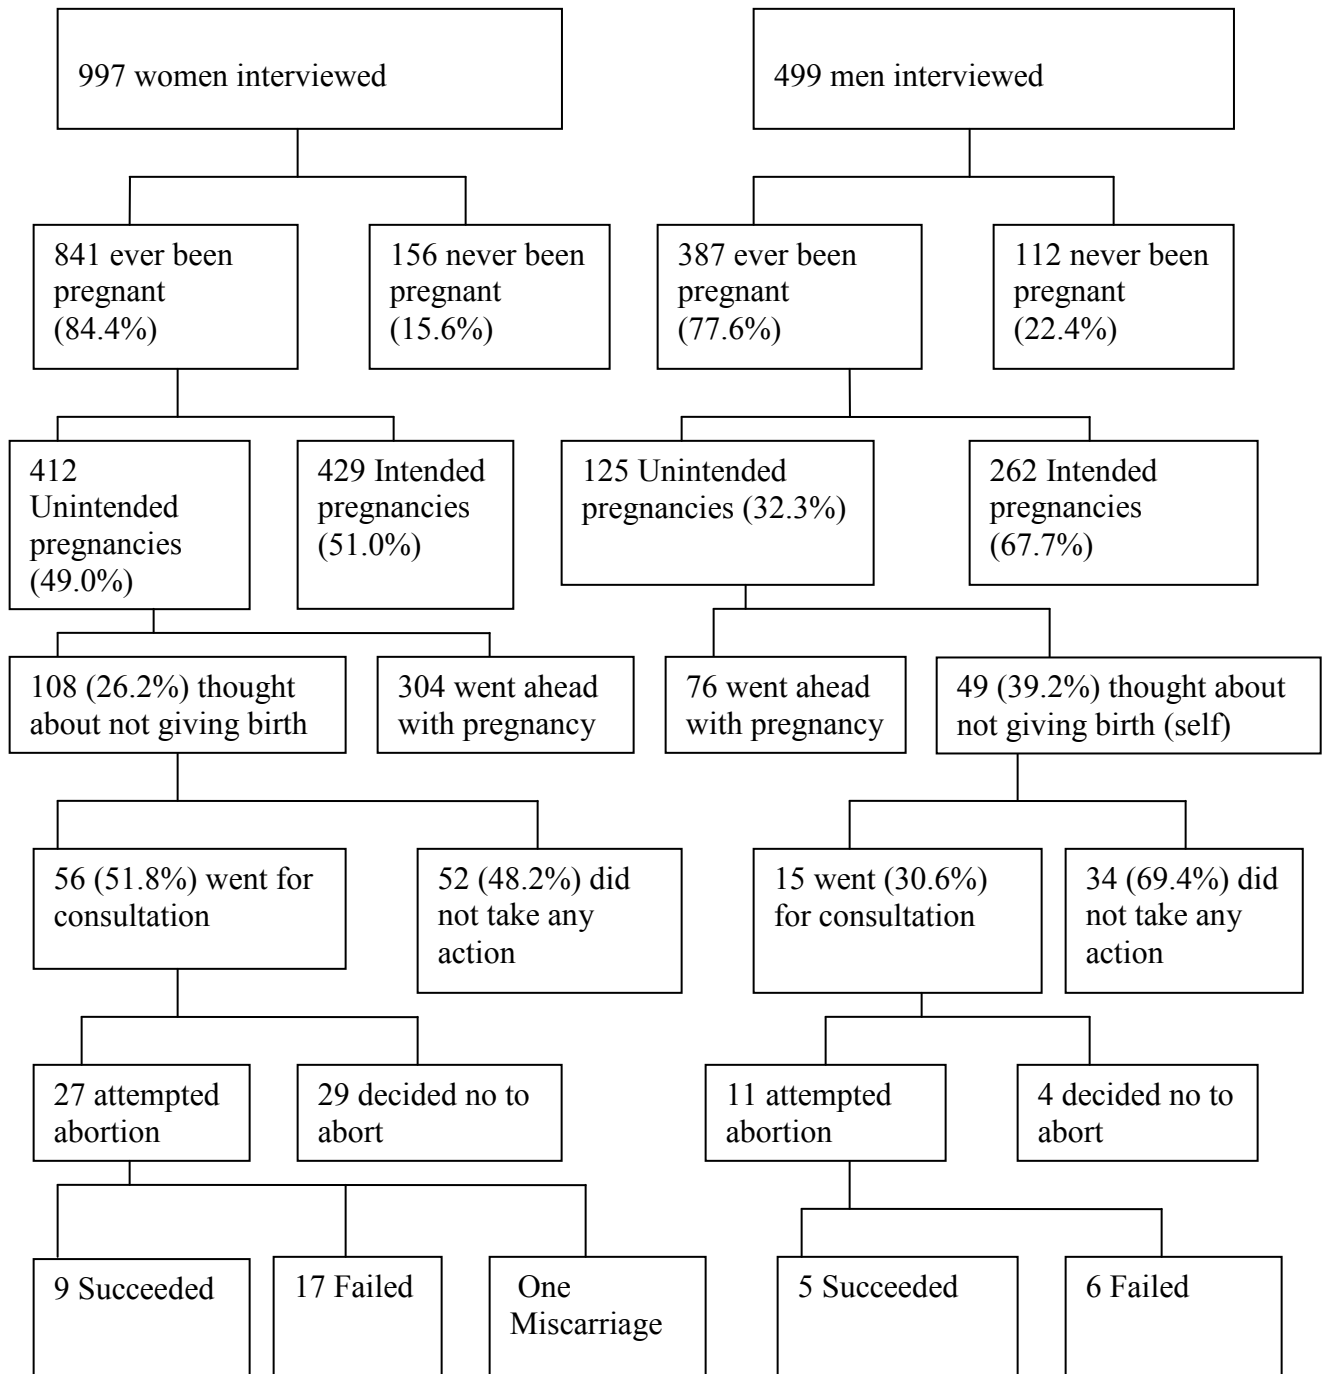 997 women interviewed
499 men interviewed
841 ever been
pregnant
(84.4%)
156 never been
pregnant
(15.6%)
387 ever been
pregnant
(77.6%)
112 never been
pregnant
(22.4%)
412
Unintended
pregnancies
(49.0%)
429 Intended
pregnancies
(51.0%)
125 Unintended
pregnancies (32.3%)
262 Intended
pregnancies
(67.7%)
108 (26.2%) thought
about not giving birth
304 went ahead
with pregnancy
76 went ahead
with pregnancy
49 (39.2%) thought about
not giving birth (self)
56 (51.8%) went for
consultation
52 (48.2%) did
not take any
action
15 went (30.6%)
for consultation
34 (69.4%) did
not take any
action
27 attempted
abortion
29 decided no to
abort
11 attempted
abortion
4 decided no to
abort
9 Succeeded
17 Failed
One
Miscarriage
5 Succeeded
6 Failed